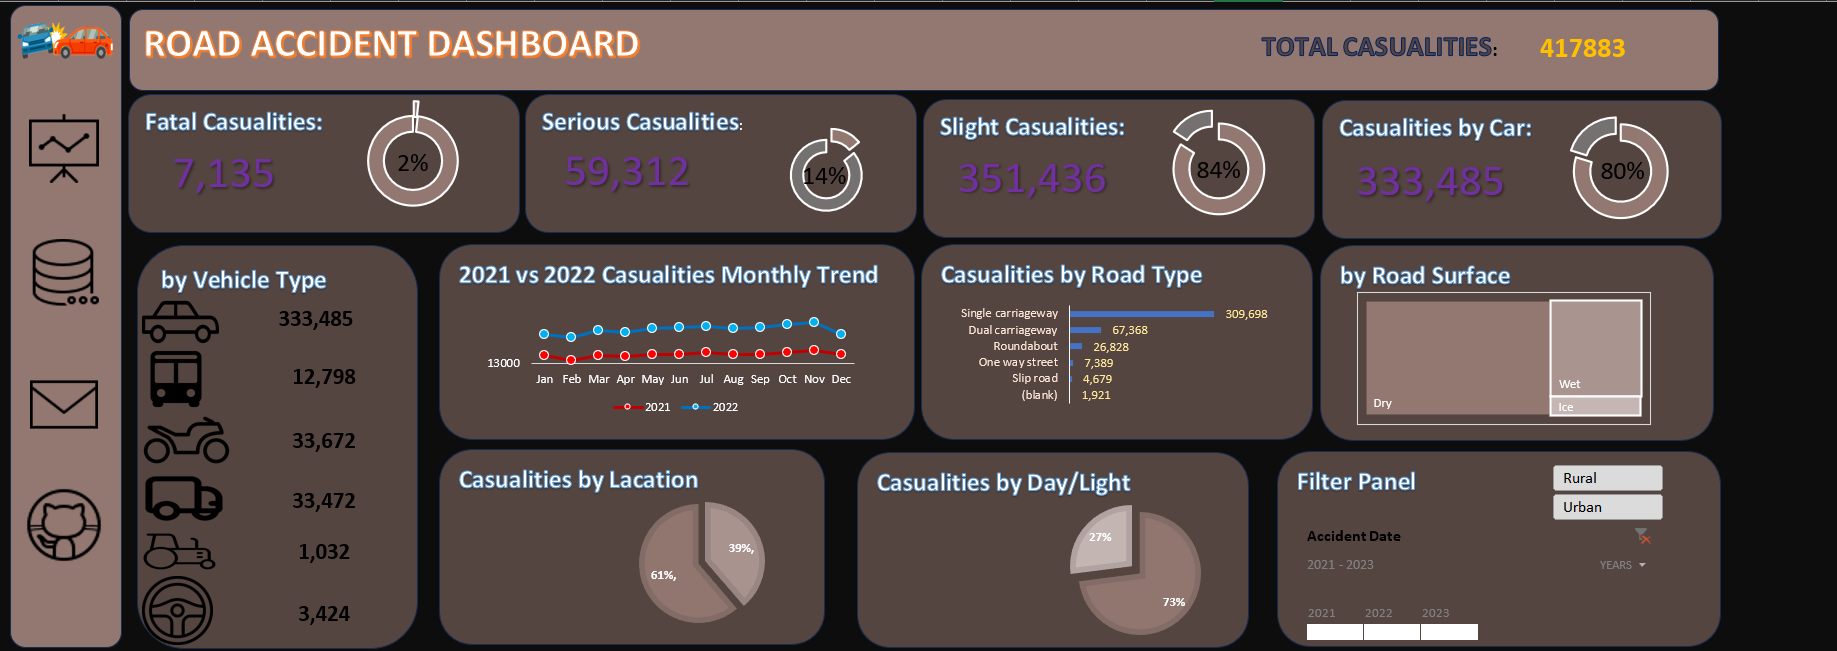 ROAD ACCIDENT DASHBOARD
TOTAL CASUALITIES: 417883
Fatal Casualities:
7,135
2%
Serious Casualities:
59,312
14%
Slight Casualities:
351,436
84%
Casualities by Car:
333,485
80%
by Vehicle Type
333,485
12,798
33,672
33,472
1,032
3,424
2021 vs 2022 Casualities Monthly Trend
13000
Jan Feb Mar Apr May Jun Jul Aug Sep Oct Nov Dec
2021 2022
Casualities by Road Type
Single carriageway 309,698
Dual carriageway 67,368
Roundabout 26,828
One way street 7,389
Slip road 4,679
(blank) 1,921
by Road Surface
Dry
Wet
Ice
Casualities by Lacation
39%,
61%,
Casualities by Day/Light
27%
73%
Filter Panel
Rural
Urban
Accident Date
2021 - 2023 YEARS
2021 2022 2023